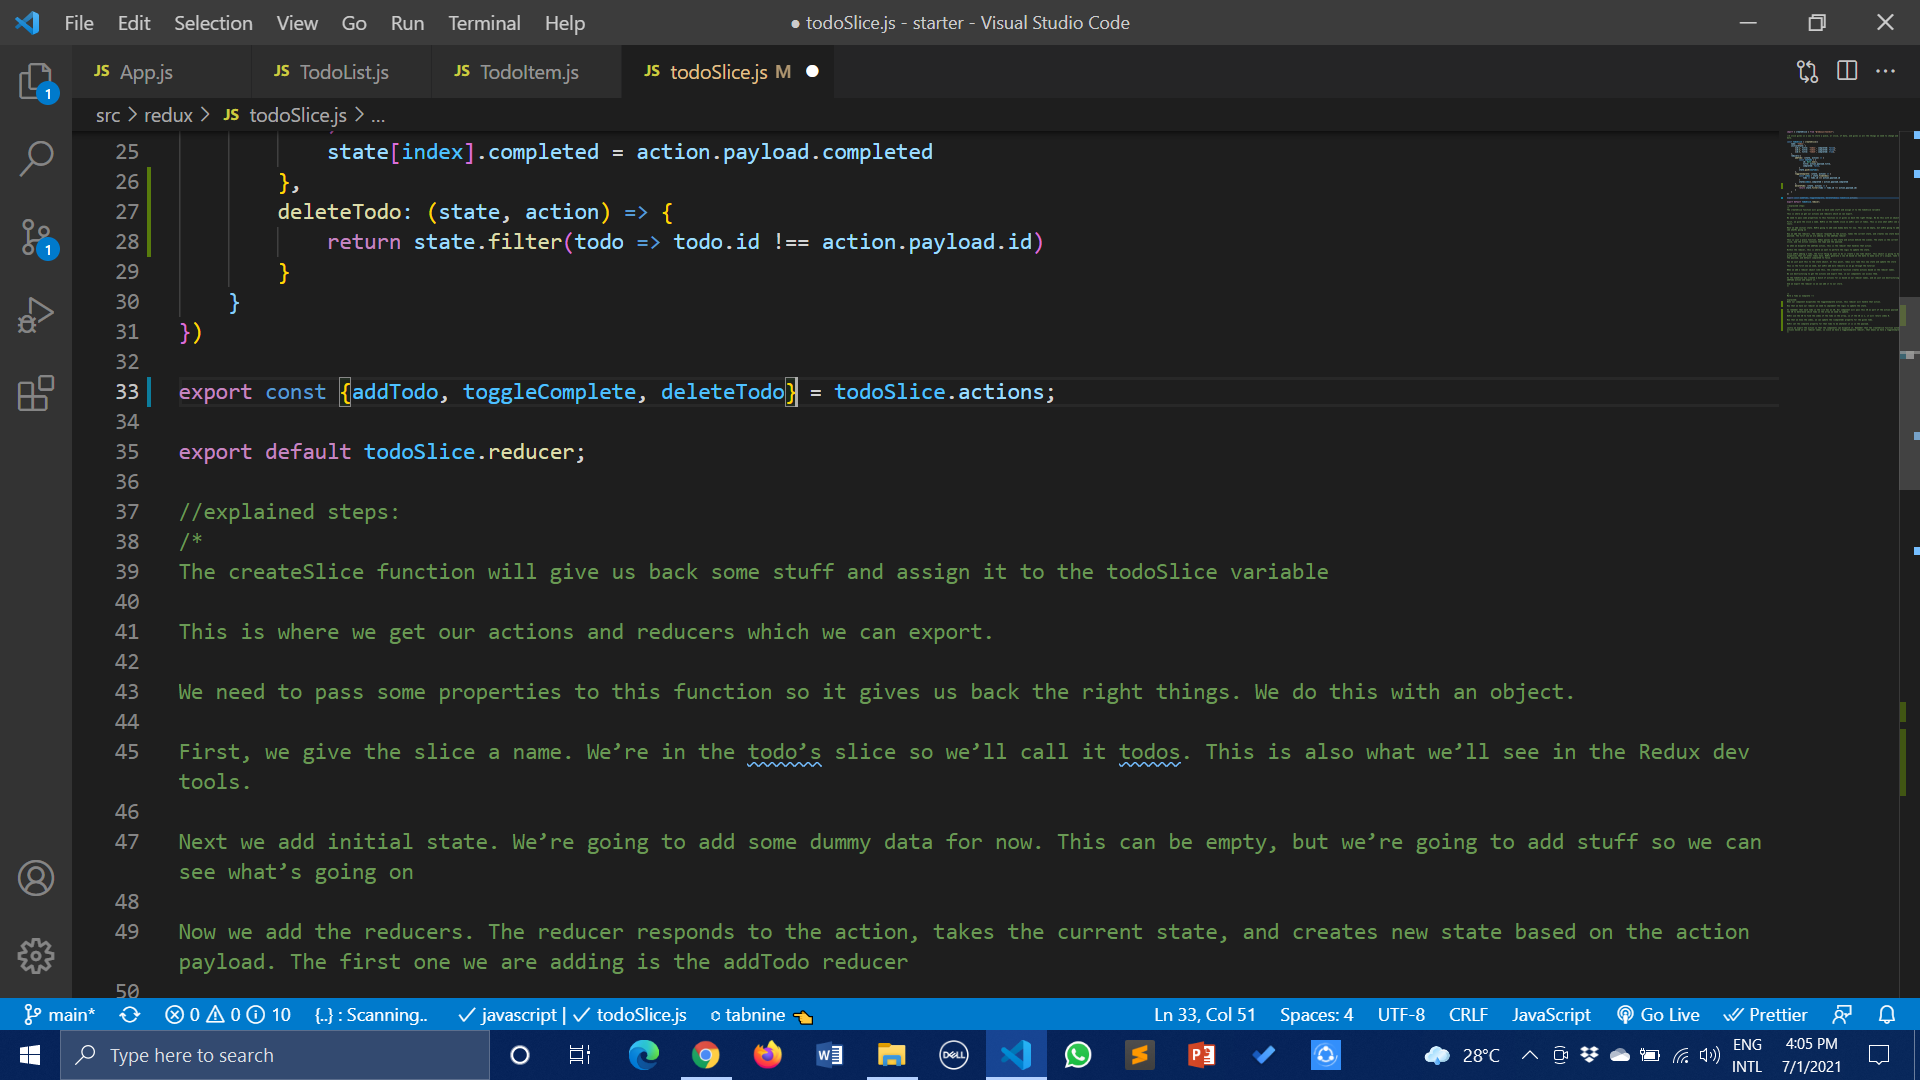 File Edit Selection View Go Run Terminal Help
● todoSlice.js - starter - Visual Studio Code
JS App.js JS TodoList.js JS TodoItem.js JS todoSlice.js M ●
src > redux > JS todoSlice.js > ...
1
1
25 state[index].completed = action.payload.completed
26 },
27 deleteTodo: (state, action) => {
28 return state.filter(todo => todo.id !== action.payload.id)
29 }
30 }
31 })
32
33 export const {addTodo, toggleComplete, deleteTodo} = todoSlice.actions;
34
35 export default todoSlice.reducer;
36
37 //explained steps:
38 /*
39 The createSlice function will give us back some stuff and assign it to the todoSlice variable
40
41 This is where we get our actions and reducers which we can export.
42
43 We need to pass some properties to this function so it gives us back the right things. We do this with an object.
44
45 First, we give the slice a name. We’re in the todo’s slice so we’ll call it todos. This is also what we’ll see in the Redux dev
tools.
46
47 Next we add initial state. We’re going to add some dummy data for now. This can be empty, but we’re going to add stuff so we can
see what’s going on
48
49 Now we add the reducers. The reducer responds to the action, takes the current state, and creates new state based on the action
payload. The first one we are adding is the addTodo reducer
50
main* 0 0 10 {..} : Scanning.. ✓ javascript | ✓ todoSlice.js tabnine Ln 33, Col 51 Spaces: 4 UTF-8 CRLF JavaScript Go Live Prettier
Type here to search DELL 28°C ENG 4:05 PM
INTL 7/1/2021